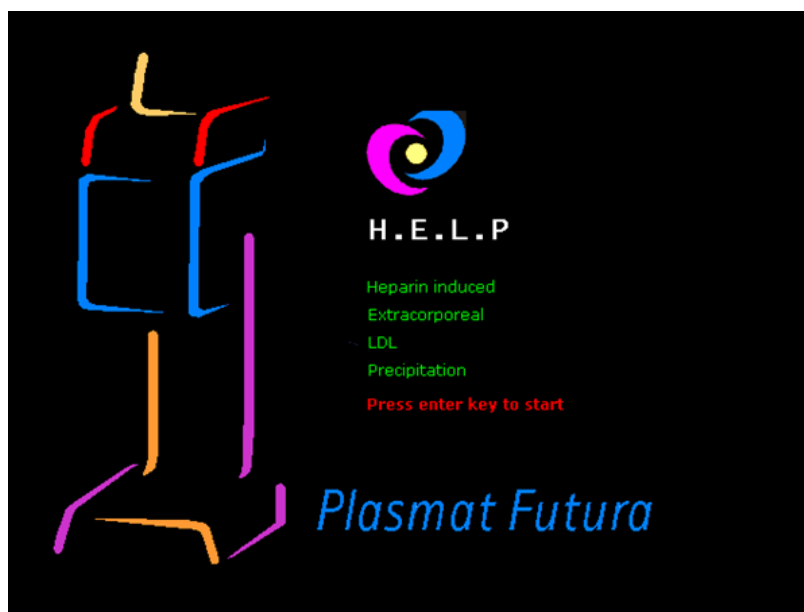 H.E.L.P
Heparin induced
Extracorporeal
LDL
Precipitation
Press enter key to start
Plasmat Futura